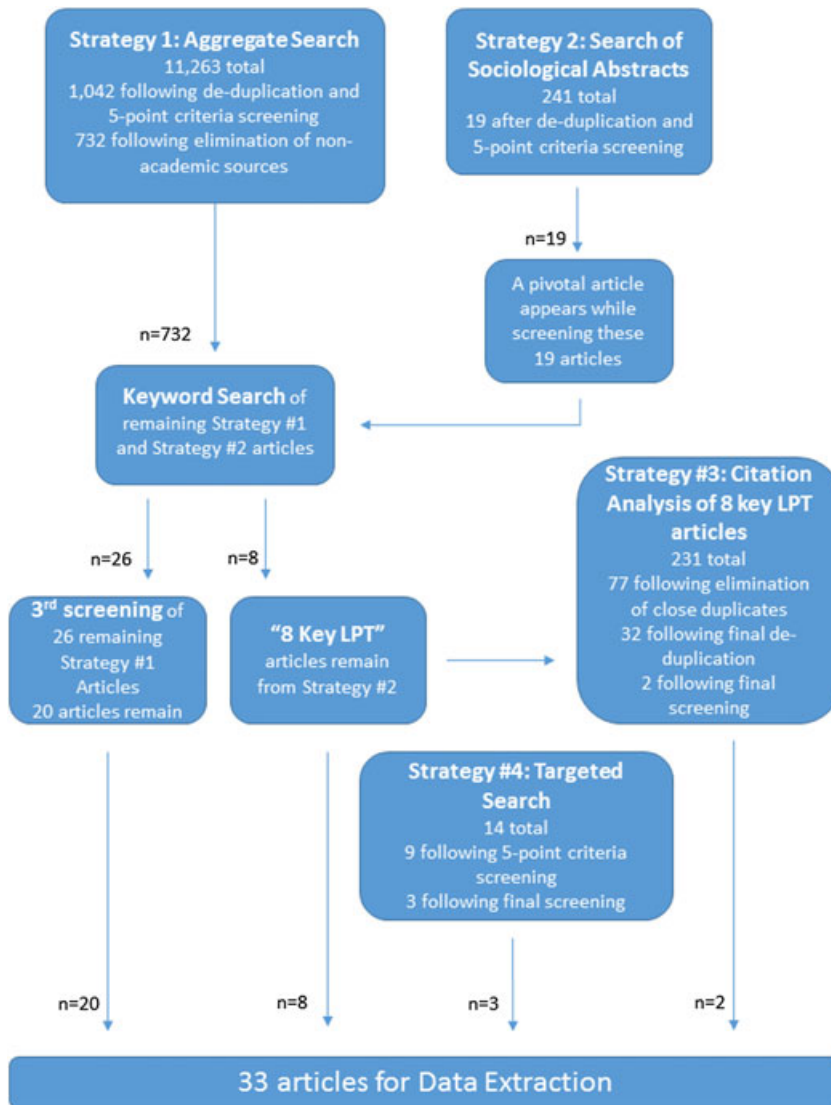 Strategy 1: Aggregate Search
11,263 total
1,042 following de-duplication and
5-point criteria screening
732 following elimination of non-
academic sources
Strategy 2: Search of
Sociological Abstracts
241 total
19 after de-duplication and
5-point criteria screening
n=19
A pivotal article
appears while
screening these
19 articles
n=732
Keyword Search of
remaining Strategy #1
and Strategy #2 articles
n=26
n=8
3rd screening of
26 remaining
Strategy #1
Articles
20 articles remain
“8 Key LPT”
articles remain
from Strategy #2
Strategy #3: Citation
Analysis of 8 key LPT
articles
231 total
77 following elimination
of close duplicates
32 following final de-
duplication
2 following final
screening
Strategy #4: Targeted
Search
14 total
9 following 5-point criteria
screening
3 following final screening
n=20
n=8
n=3
n=2
33 articles for Data Extraction